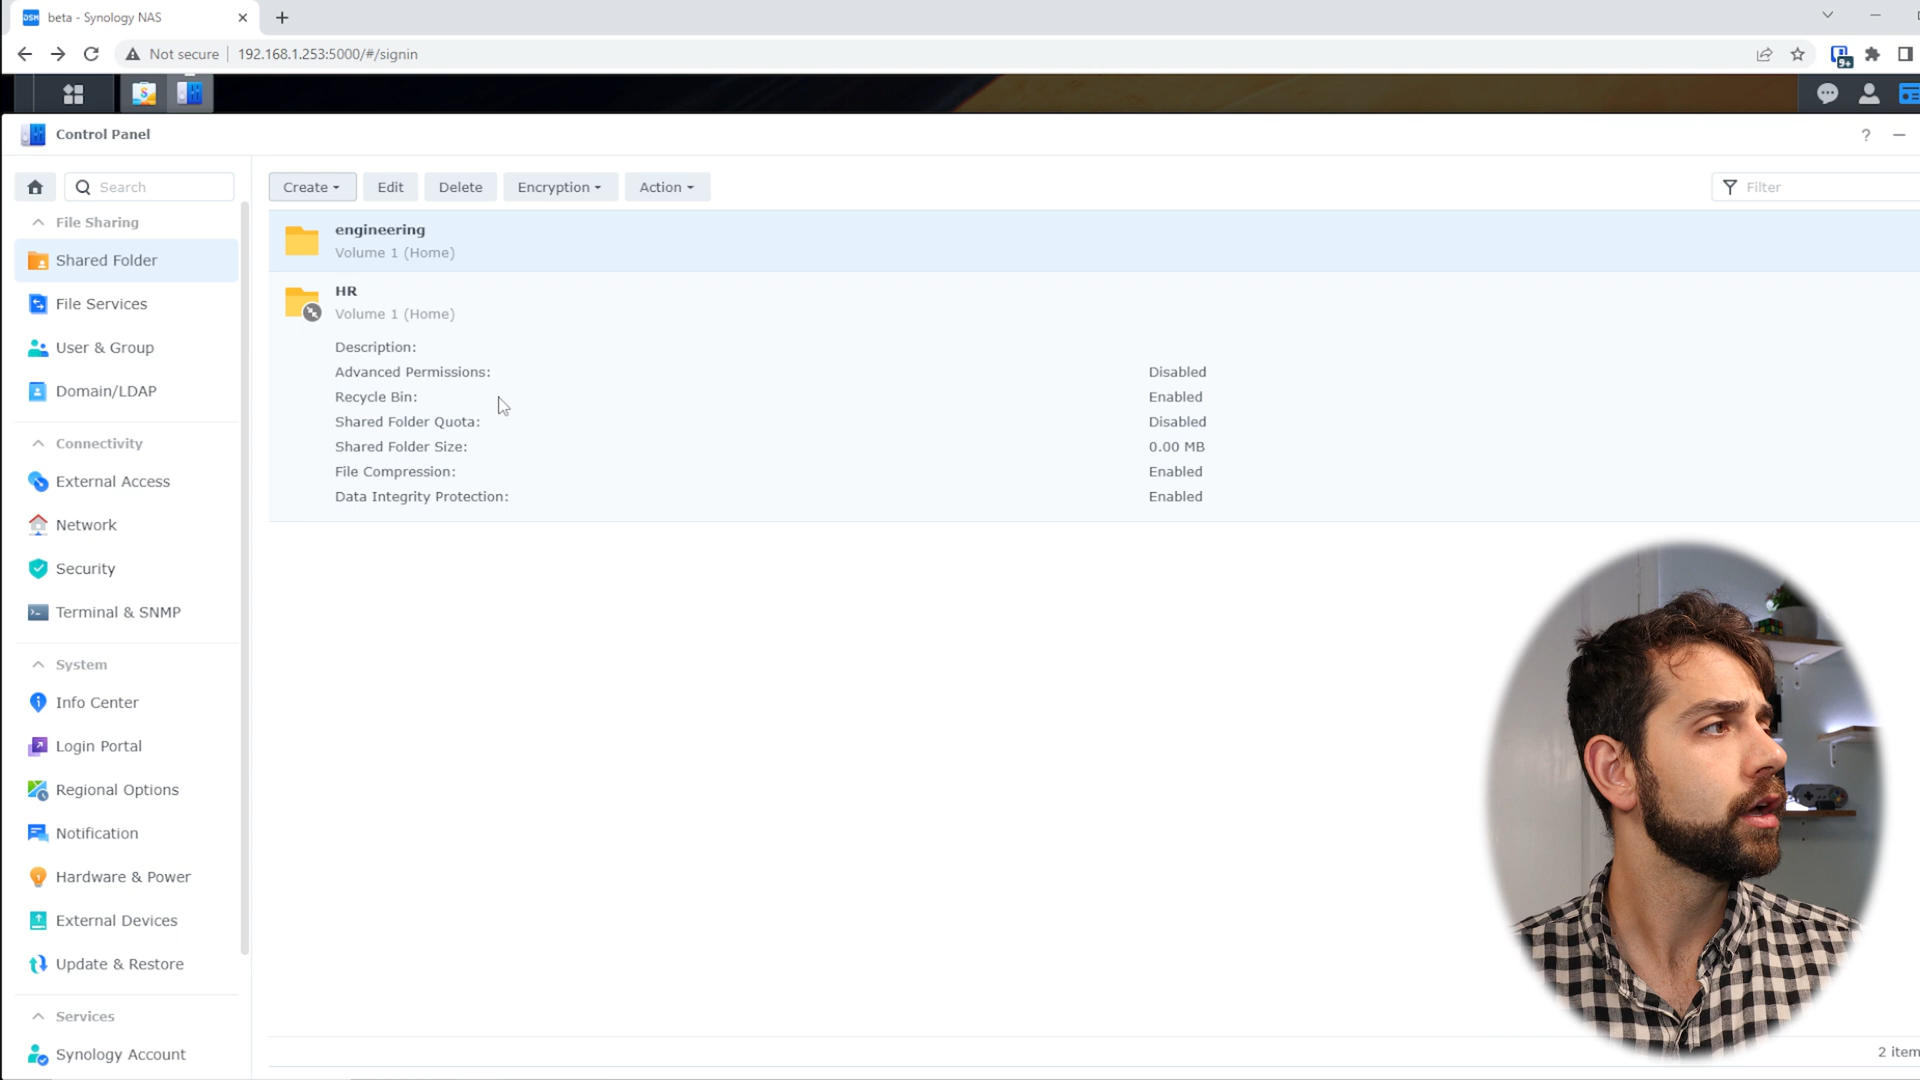 DSM beta - Synology NAS
Not secure 192.168.1.253:5000/#/signin
9+
S
Control Panel
?
Search
Create Edit Delete Encryption Action
Filter
File Sharing
Shared Folder
File Services
User & Group
Domain/LDAP
Connectivity
External Access
Network
Security
Terminal & SNMP
System
Info Center
Login Portal
Regional Options
Notification
Hardware & Power
External Devices
Update & Restore
Services
Synology Account
engineering
Volume 1 (Home)
HR
Volume 1 (Home)
Description:
Advanced Permissions: Disabled
Recycle Bin: Enabled
Shared Folder Quota: Disabled
Shared Folder Size: 0.00 MB
File Compression: Enabled
Data Integrity Protection: Enabled
2 item